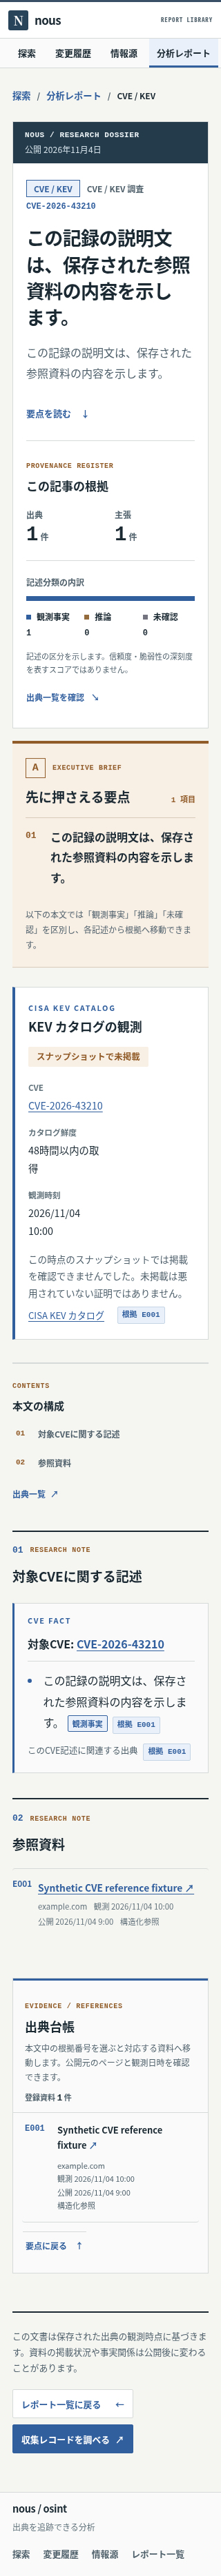 N nous REPORT LIBRARY
探索 変更履歴 情報源 分析レポート
探索 / 分析レポート / CVE / KEV
NOUS / RESEARCH DOSSIER
公開 2026年11月4日
CVE / KEV CVE / KEV 調査
CVE-2026-43210
この記録の説明文
は、保存された参照
資料の内容を示し
ます。
この記録の説明文は、保存された
参照資料の内容を示します。
要点を読む ↓
PROVENANCE REGISTER
この記事の根拠
出典 主張
1 件 1 件
記述分類の内訳
観測事実 推論 未確認
1 0 0
記述の区分を示します。信頼度・脆弱性の深刻度
を表すスコアではありません。
出典一覧を確認 ↘
A EXECUTIVE BRIEF
先に押さえる要点 1 項目
01 この記録の説明文は、保存さ
れた参照資料の内容を示しま
す。
以下の本文では「観測事実」「推論」「未確
認」を区別し、各記述から根拠へ移動できま
す。
CISA KEV CATALOG
KEV カタログの観測
スナップショットで未掲載
CVE
CVE-2026-43210
カタログ鮮度
48時間以内の取
得
観測時刻
2026/11/04
10:00
この時点のスナップショットでは掲載
を確認できませんでした。未掲載は悪
用されていない証明ではありません。
CISA KEV カタログ 根拠 E001
CONTENTS
本文の構成
01 対象CVEに関する記述
02 参照資料
出典一覧 ↗
01 RESEARCH NOTE
対象CVEに関する記述
CVE FACT
対象CVE: CVE-2026-43210
• この記録の説明文は、保存さ
れた参照資料の内容を示しま
す。 観測事実 根拠 E001
このCVE記述に関連する出典 根拠 E001
02 RESEARCH NOTE
参照資料
E001 Synthetic CVE reference fixture ↗
example.com 観測 2026/11/04 10:00
公開 2026/11/04 9:00 構造化参照
EVIDENCE / REFERENCES
出典台帳
本文中の根拠番号を選ぶと対応する資料へ移
動します。公開元のページと観測日時を確認
できます。
登録資料 1 件
E001 Synthetic CVE reference
fixture ↗
example.com
観測 2026/11/04 10:00
公開 2026/11/04 9:00
構造化参照
要点に戻る ↑
この文書は保存された出典の観測時点に基づきま
す。資料の掲載状況や事実関係は公開後に変わる
ことがあります。
レポート一覧に戻る ←
収集レコードを調べる ↗
nous / osint
出典を追跡できる分析
探索 変更履歴 情報源 レポート一覧